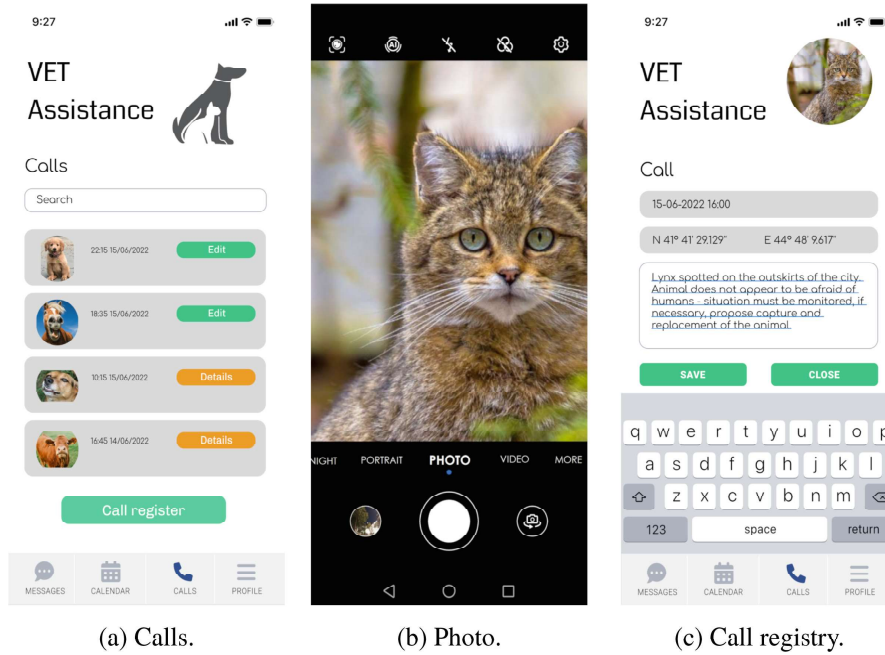 9:27
VET
Assistance
Calls
Search
22:15 15/06/2022
Edit
18:35 15/06/2022
Edit
10:15 15/06/2022
Details
16:45 14/06/2022
Details
Call register
MESSAGES
CALENDAR
CALLS
PROFILE
(a) Calls.
AI
NIGHT
PORTRAIT
PHOTO
VIDEO
MORE
(b) Photo.
9:27
VET
Assistance
Call
15-06-2022 16:00
N 41° 41' 29.129" E 44° 48' 9.617"
Lynx spotted on the outskirts of the city.
Animal does not appear to be afraid of
humans - situation must be monitored, if
necessary, propose capture and
replacement of the animal.
SAVE
CLOSE
q w e r t y u i o p
a s d f g h j k l
z x c v b n m
123 space return
MESSAGES
CALENDAR
CALLS
PROFILE
(c) Call registry.